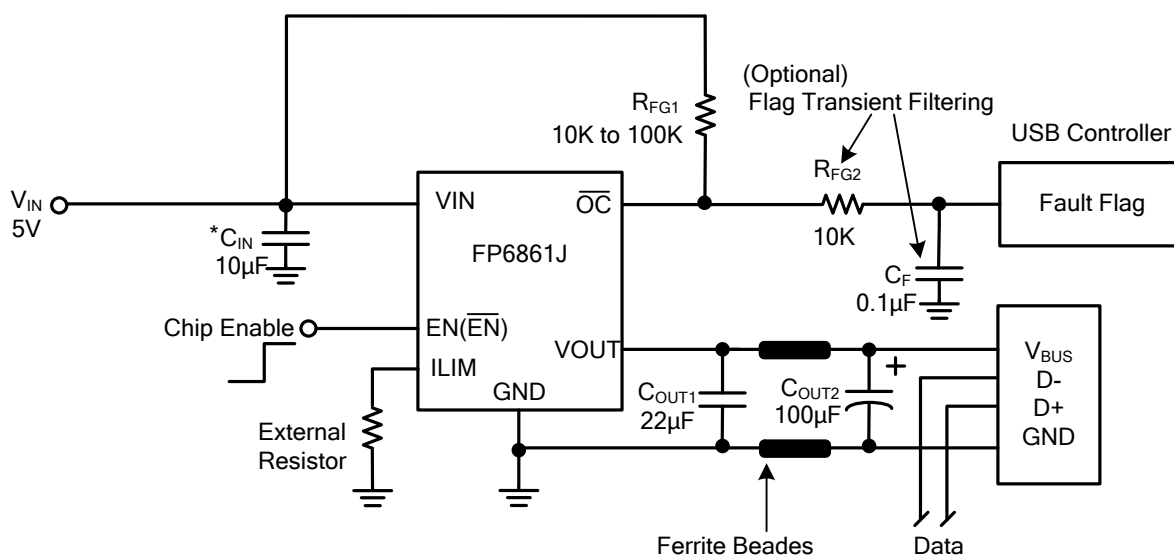 (Optional)
Flag Transient Filtering
R_FG1
10K to 100K
USB Controller
R_FG2
V_IN
5V
VIN
O̅C̅
Fault Flag
*C_IN
10µF
FP6861J
10K
C_F
0.1µF
Chip Enable
EN(E̅N̅)
VOUT
ILIM
GND
C_OUT1
22µF
C_OUT2
100µF
+
V_BUS
D-
D+
GND
External
Resistor
Ferrite Beades
Data